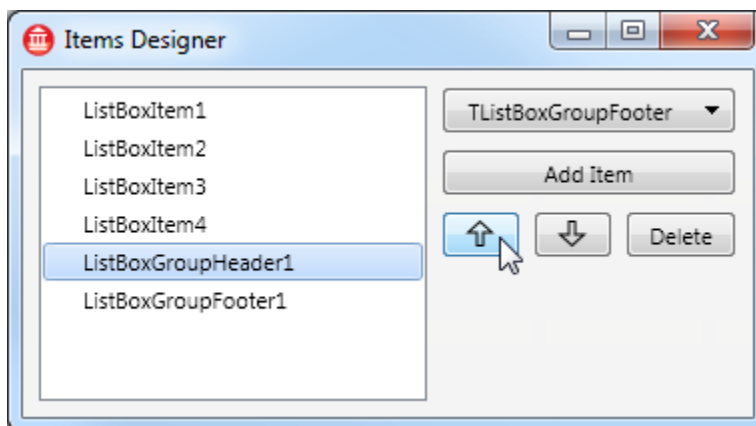 Items Designer
ListBoxItem1
ListBoxItem2
ListBoxItem3
ListBoxItem4
ListBoxGroupHeader1
ListBoxGroupFooter1
TListBoxGroupFooter
Add Item
Delete